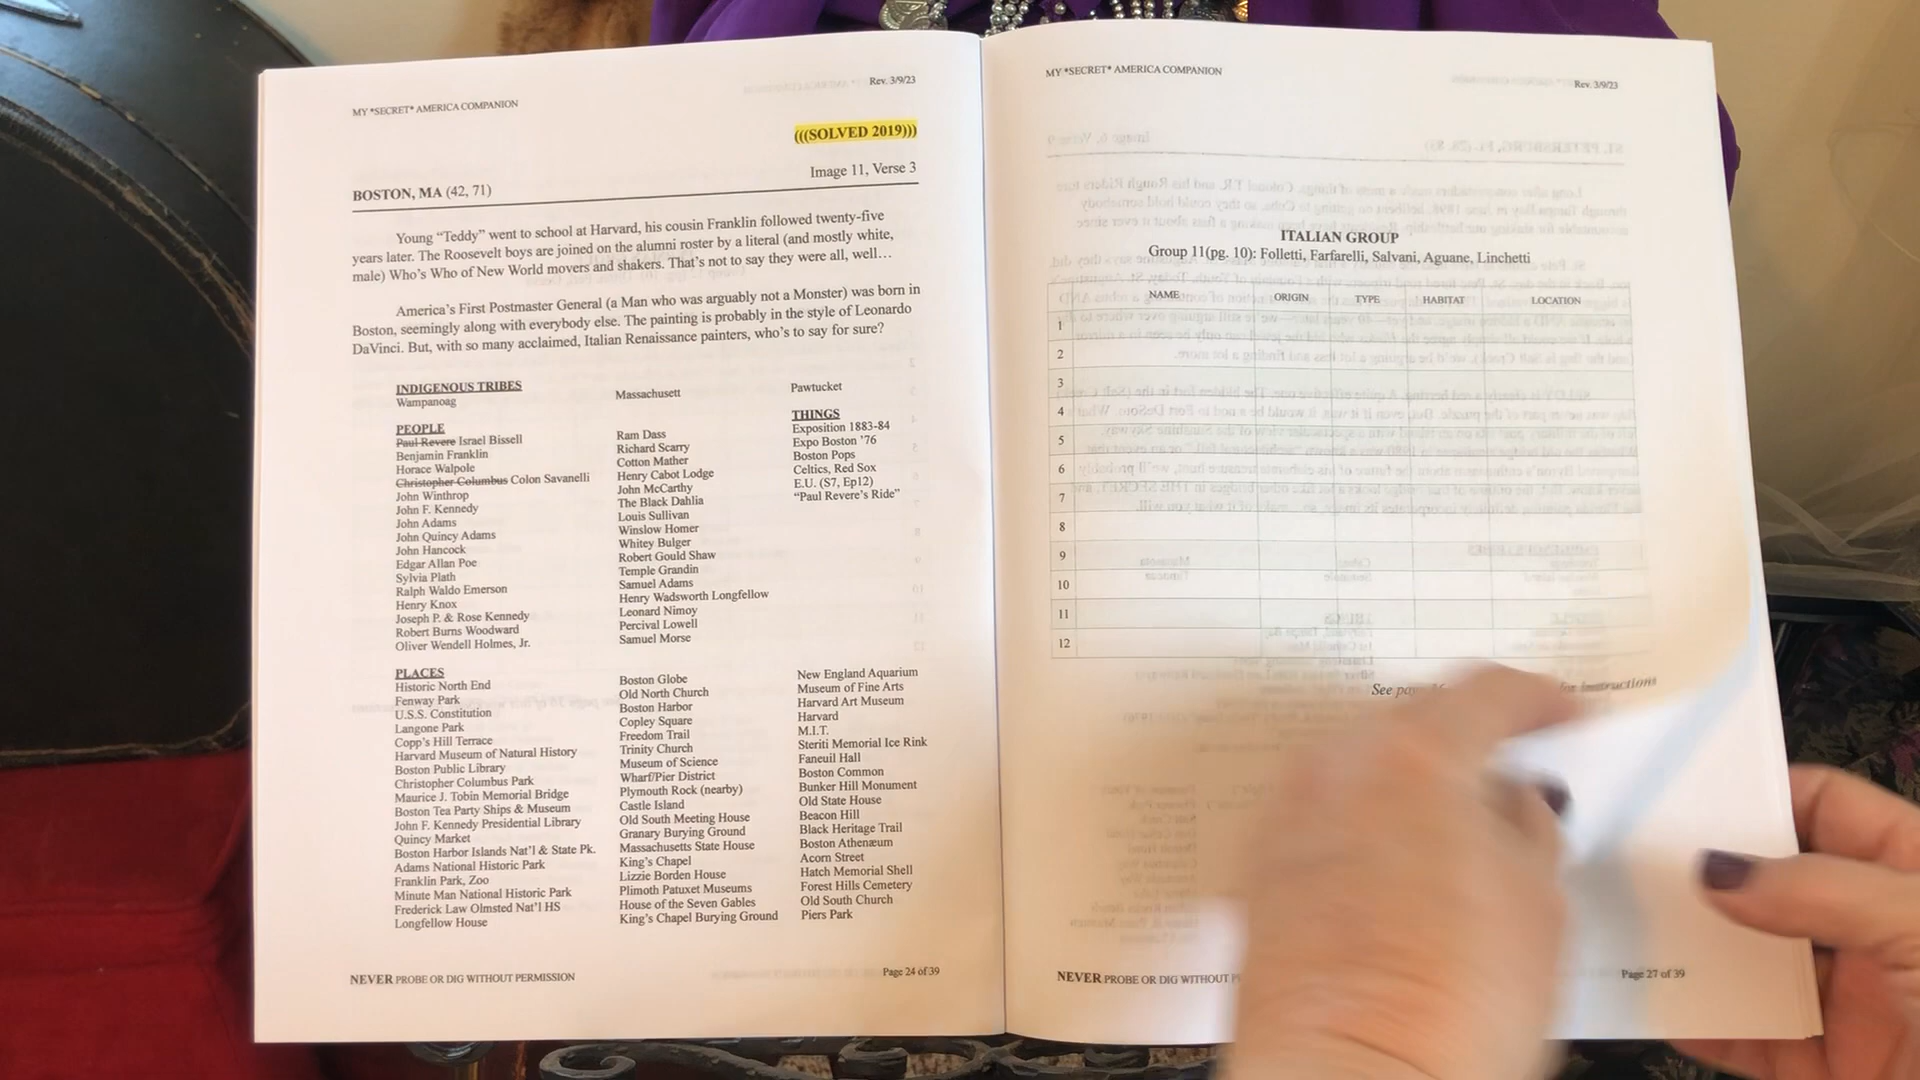 MY *SECRET* AMERICA COMPANION
Rev. 3/9/23
(((SOLVED 2019)))
Image 11, Verse 3
BOSTON, MA (42, 71)
Young “Teddy” went to school at Harvard, his cousin Franklin followed twenty-five
years later. The Roosevelt boys are joined on the alumni roster by a literal (and mostly white,
male) Who’s Who of New World movers and shakers. That’s not to say they were all, well…
America’s First Postmaster General (a Man who was arguably not a Monster) was born in
Boston, seemingly along with everybody else. The painting is probably in the style of Leonardo
DaVinci. But, with so many acclaimed, Italian Renaissance painters, who’s to say for sure?
INDIGENOUS TRIBES
Wampanoag
PEOPLE
Paul Revere Israel Bissell
Benjamin Franklin
Horace Walpole
Christopher Columbus Colon Savanelli
John Winthrop
John F. Kennedy
John Adams
John Quincy Adams
John Hancock
Edgar Allan Poe
Sylvia Plath
Ralph Waldo Emerson
Henry Knox
Joseph P. & Rose Kennedy
Robert Burns Woodward
Oliver Wendell Holmes, Jr.
Massachusett
Ram Dass
Richard Scarry
Cotton Mather
Henry Cabot Lodge
John McCarthy
The Black Dahlia
Louis Sullivan
Winslow Homer
Whitey Bulger
Robert Gould Shaw
Temple Grandin
Samuel Adams
Henry Wadsworth Longfellow
Leonard Nimoy
Percival Lowell
Samuel Morse
Pawtucket
THINGS
Exposition 1883-84
Expo Boston ’76
Boston Pops
Celtics, Red Sox
E.U. (S7, Ep12)
“Paul Revere’s Ride”
PLACES
Historic North End
Fenway Park
U.S.S. Constitution
Langone Park
Copp’s Hill Terrace
Harvard Museum of Natural History
Boston Public Library
Christopher Columbus Park
Maurice J. Tobin Memorial Bridge
Boston Tea Party Ships & Museum
John F. Kennedy Presidential Library
Quincy Market
Boston Harbor Islands Nat’l & State Pk.
Adams National Historic Park
Franklin Park, Zoo
Minute Man National Historic Park
Frederick Law Olmsted Nat’l HS
Longfellow House
Boston Globe
Old North Church
Boston Harbor
Copley Square
Freedom Trail
Trinity Church
Museum of Science
Wharf/Pier District
Plymouth Rock (nearby)
Castle Island
Old South Meeting House
Granary Burying Ground
Massachusetts State House
King’s Chapel
Lizzie Borden House
Plimoth Patuxet Museums
House of the Seven Gables
King’s Chapel Burying Ground
New England Aquarium
Museum of Fine Arts
Harvard Art Museum
Harvard
M.I.T.
Steriti Memorial Ice Rink
Faneuil Hall
Boston Common
Bunker Hill Monument
Old State House
Beacon Hill
Black Heritage Trail
Boston Athenæum
Acorn Street
Hatch Memorial Shell
Forest Hills Cemetery
Old South Church
Piers Park
NEVER PROBE OR DIG WITHOUT PERMISSION
Page 24 of 39
MY *SECRET* AMERICA COMPANION
Rev. 3/9/23
ITALIAN GROUP
Group 11(pg. 10): Folletti, Farfarelli, Salvani, Aguane, Linchetti
NAME ORIGIN TYPE HABITAT LOCATION
1
2
3
4
5
6
7
8
9
10
11
12
See for instructions
NEVER PROBE OR DIG WITHOUT
Page 27 of 39